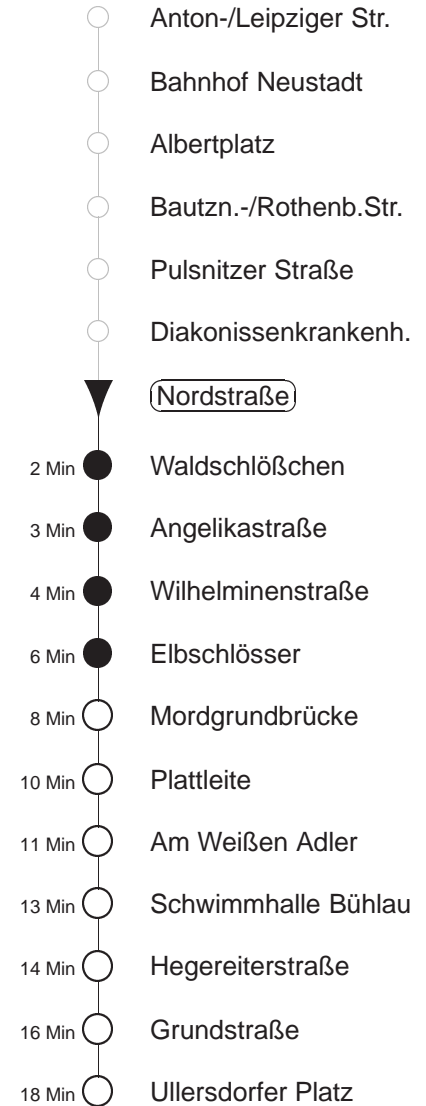 Anton-/Leipziger Str.
Bahnhof Neustadt
Albertplatz
Bautzn.-/Rothenb.Str.
Pulsnitzer Straße
Diakonissenkrankenh.
Nordstraße
2 Min Waldschlößchen
3 Min Angelikastraße
4 Min Wilhelminenstraße
6 Min Elbschlösser
8 Min Mordgrundbrücke
10 Min Plattleite
11 Min Am Weißen Adler
13 Min Schwimmhalle Bühlau
14 Min Hegereiterstraße
16 Min Grundstraße
18 Min Ullersdorfer Platz